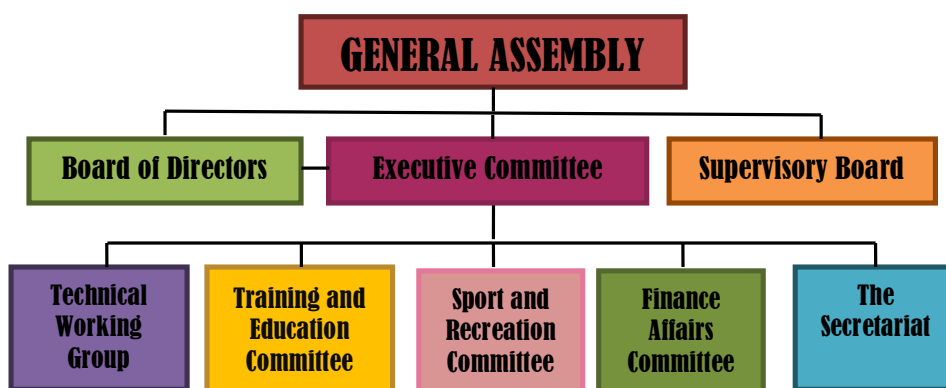 GENERAL ASSEMBLY
Board of Directors
Executive Committee
Supervisory Board
Technical
Working
Group
Training and
Education
Committee
Sport and
Recreation
Committee
Finance
Affairs
Committee
The
Secretariat